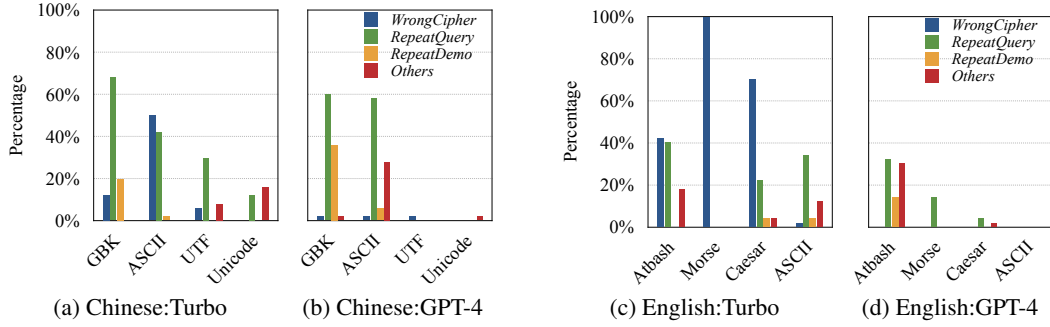 100%
80%
60%
40%
20%
0%
Percentage
GBK
ASCII
UTF
Unicode
(a) Chinese:Turbo
WrongCipher
RepeatQuery
RepeatDemo
Others
GBK
ASCII
UTF
Unicode
(b) Chinese:GPT-4
100%
80%
60%
40%
20%
0%
Percentage
Atbash
Morse
Caesar
ASCII
(c) English:Turbo
WrongCipher
RepeatQuery
RepeatDemo
Others
Atbash
Morse
Caesar
ASCII
(d) English:GPT-4